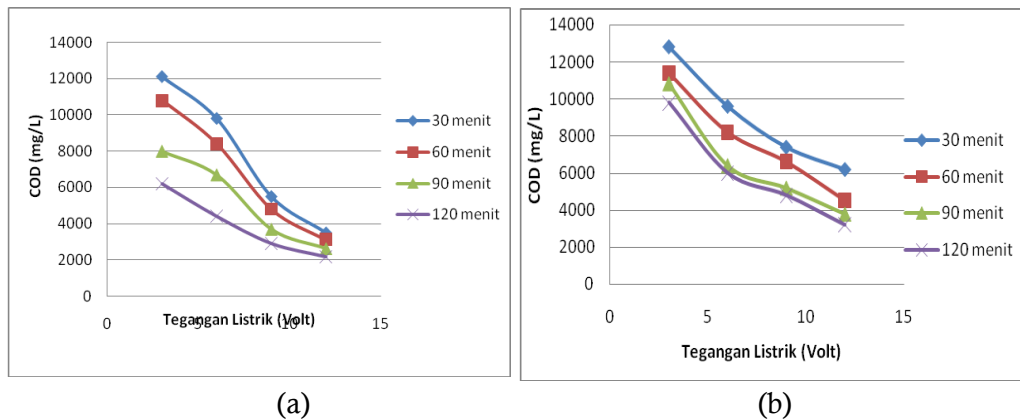 COD (mg/L)
14000
12000
10000
8000
6000
4000
2000
0
0 5 10 15
Tegangan Listrik (Volt)
30 menit
60 menit
90 menit
120 menit
(a)
COD (mg/L)
14000
12000
10000
8000
6000
4000
2000
0
0 5 10 15
Tegangan Listrik (Volt)
30 menit
60 menit
90 menit
120 menit
(b)